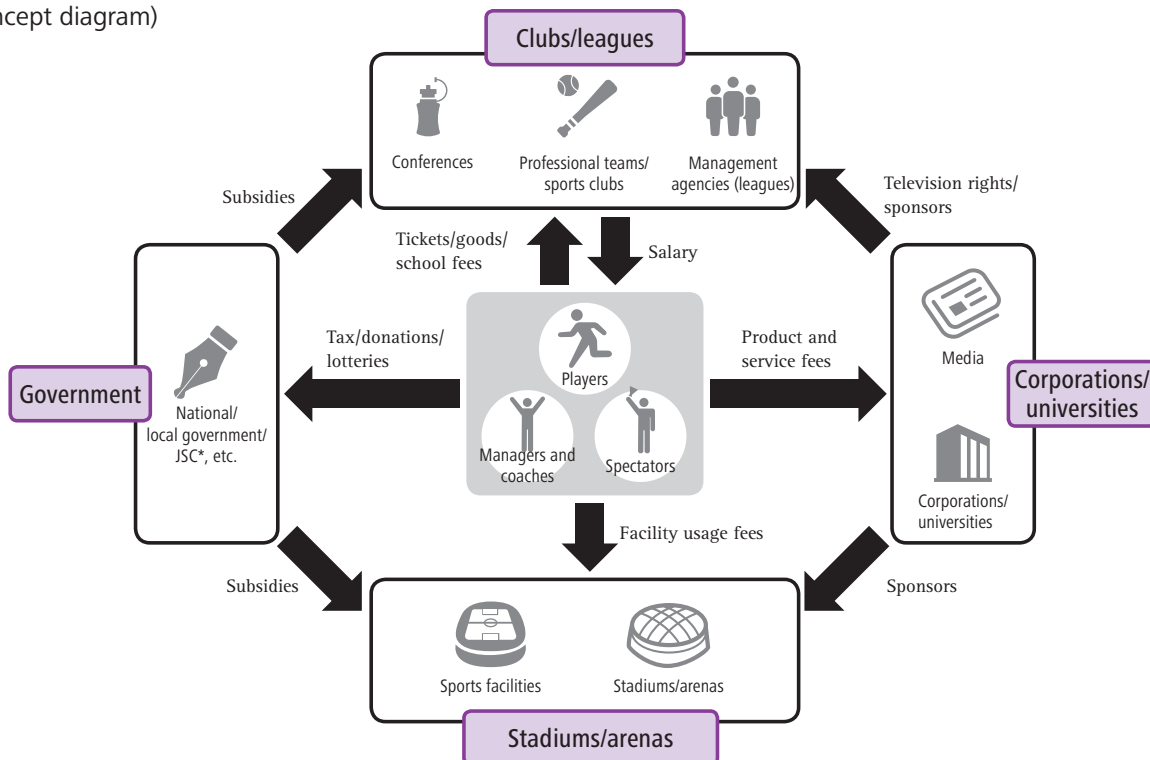 ncept diagram)
Clubs/leagues
Conferences
Professional teams/
sports clubs
Management
agencies (leagues)
Subsidies
Television rights/
sponsors
Tickets/goods/
school fees
Salary
Tax/donations/
lotteries
Product and
service fees
Players
Managers and
coaches
Spectators
Government
National/
local government/
JSC*, etc.
Media
Corporations/
universities
Corporations/
universities
Facility usage fees
Subsidies
Sponsors
Sports facilities
Stadiums/arenas
Stadiums/arenas